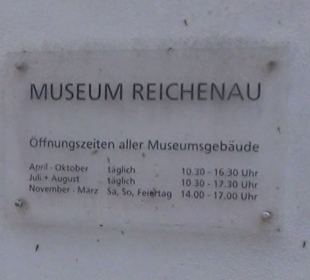 MUSEUM REICHENAU
Öffnungszeiten aller Museumsgebäude
April - Oktober täglich 10.30 - 16.30 Uhr
Juli + August täglich 10.30 - 17.30 Uhr
November - März Sa, So, Feiertag 14.00 - 17.00 Uhr